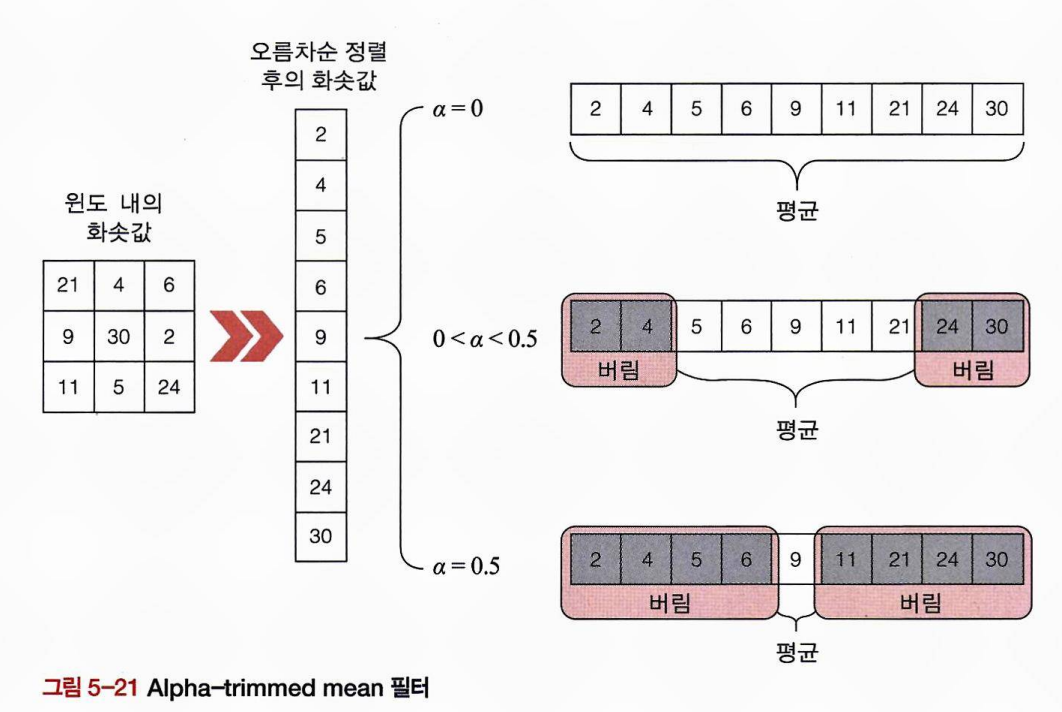 오름차순 정렬
후의 화솟값
윈도 내의
화솟값
21 4 6
9 30 2
11 5 24
2
4
5
6
9
11
21
24
30
α = 0
2 4 5 6 9 11 21 24 30
평균
0 < α < 0.5
2 4 5 6 9 11 21 24 30
버림 버림
평균
α = 0.5
2 4 5 6 9 11 21 24 30
버림 버림
평균
그림 5-21 Alpha-trimmed mean 필터